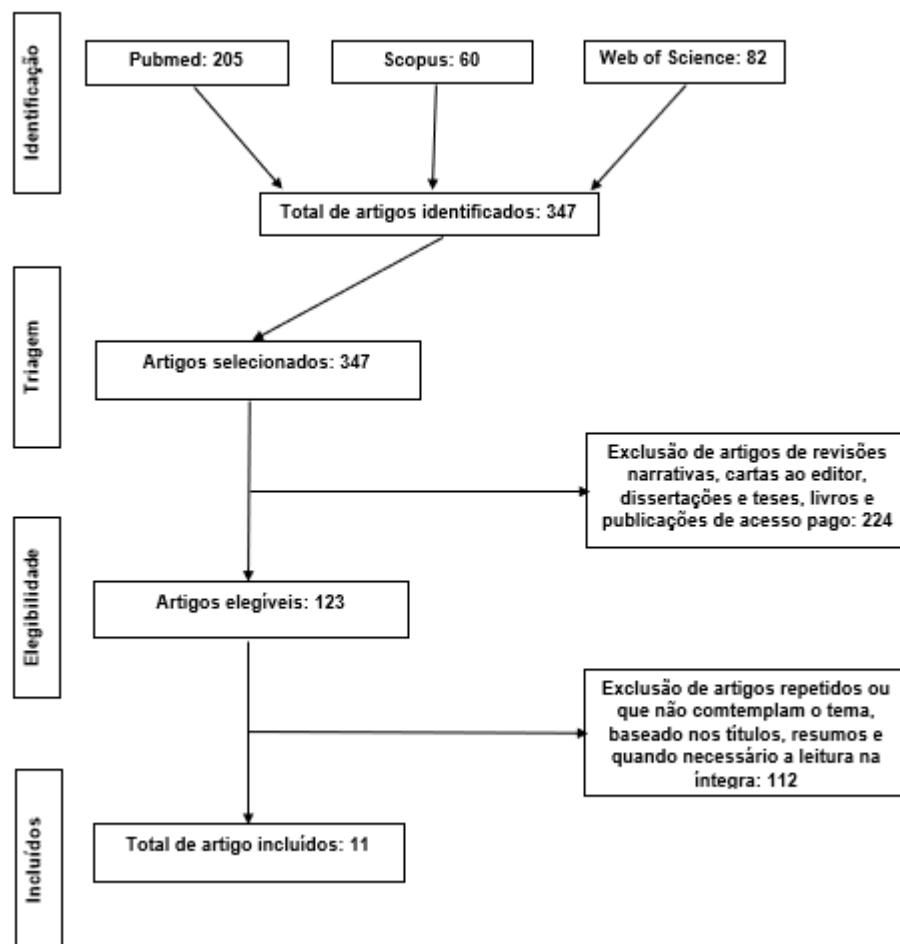 Identificação
Pubmed: 205
Scopus: 60
Web of Science: 82
Total de artigos identificados: 347
Triagem
Artigos selecionados: 347
Exclusão de artigos de revisões
narrativas, cartas ao editor,
dissertações e teses, livros e
publicações de acesso pago: 224
Elegibilidade
Artigos elegíveis: 123
Exclusão de artigos repetidos ou
que não comtemplam o tema,
baseado nos títulos, resumos e
quando necessário a leitura na
íntegra: 112
Incluídos
Total de artigo incluídos: 11